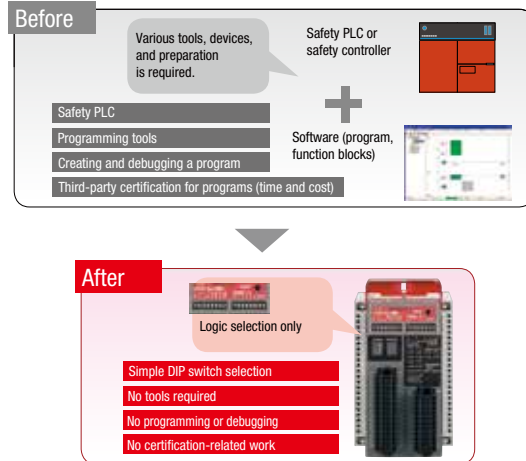 Before
Various tools, devices,
and preparation
is required.
Safety PLC or
safety controller
Safety PLC
Programming tools
Creating and debugging a program
Third-party certification for programs (time and cost)
Software (program,
function blocks)
After
Logic selection only
Simple DIP switch selection
No tools required
No programming or debugging
No certification-related work